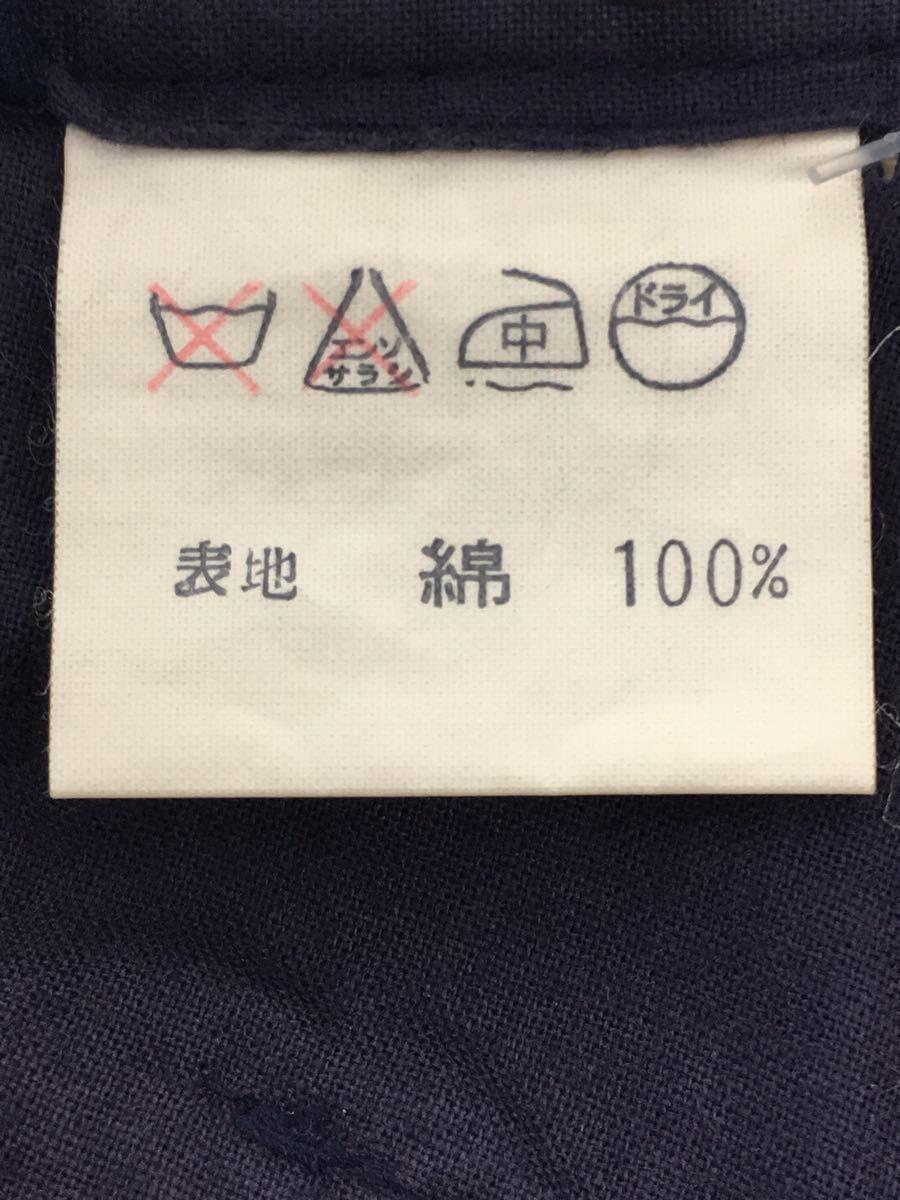 エンソ
サラシ
中
ドライ
表地 綿 100%